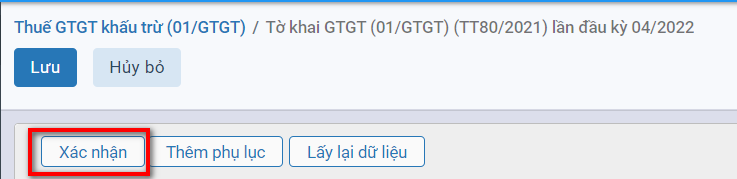 Thuế GTGT khấu trừ (01/GTGT) / Tờ khai GTGT (01/GTGT) (TT80/2021) lần đầu kỳ 04/2022
Lưu Hủy bỏ
Xác nhận Thêm phụ lục Lấy lại dữ liệu